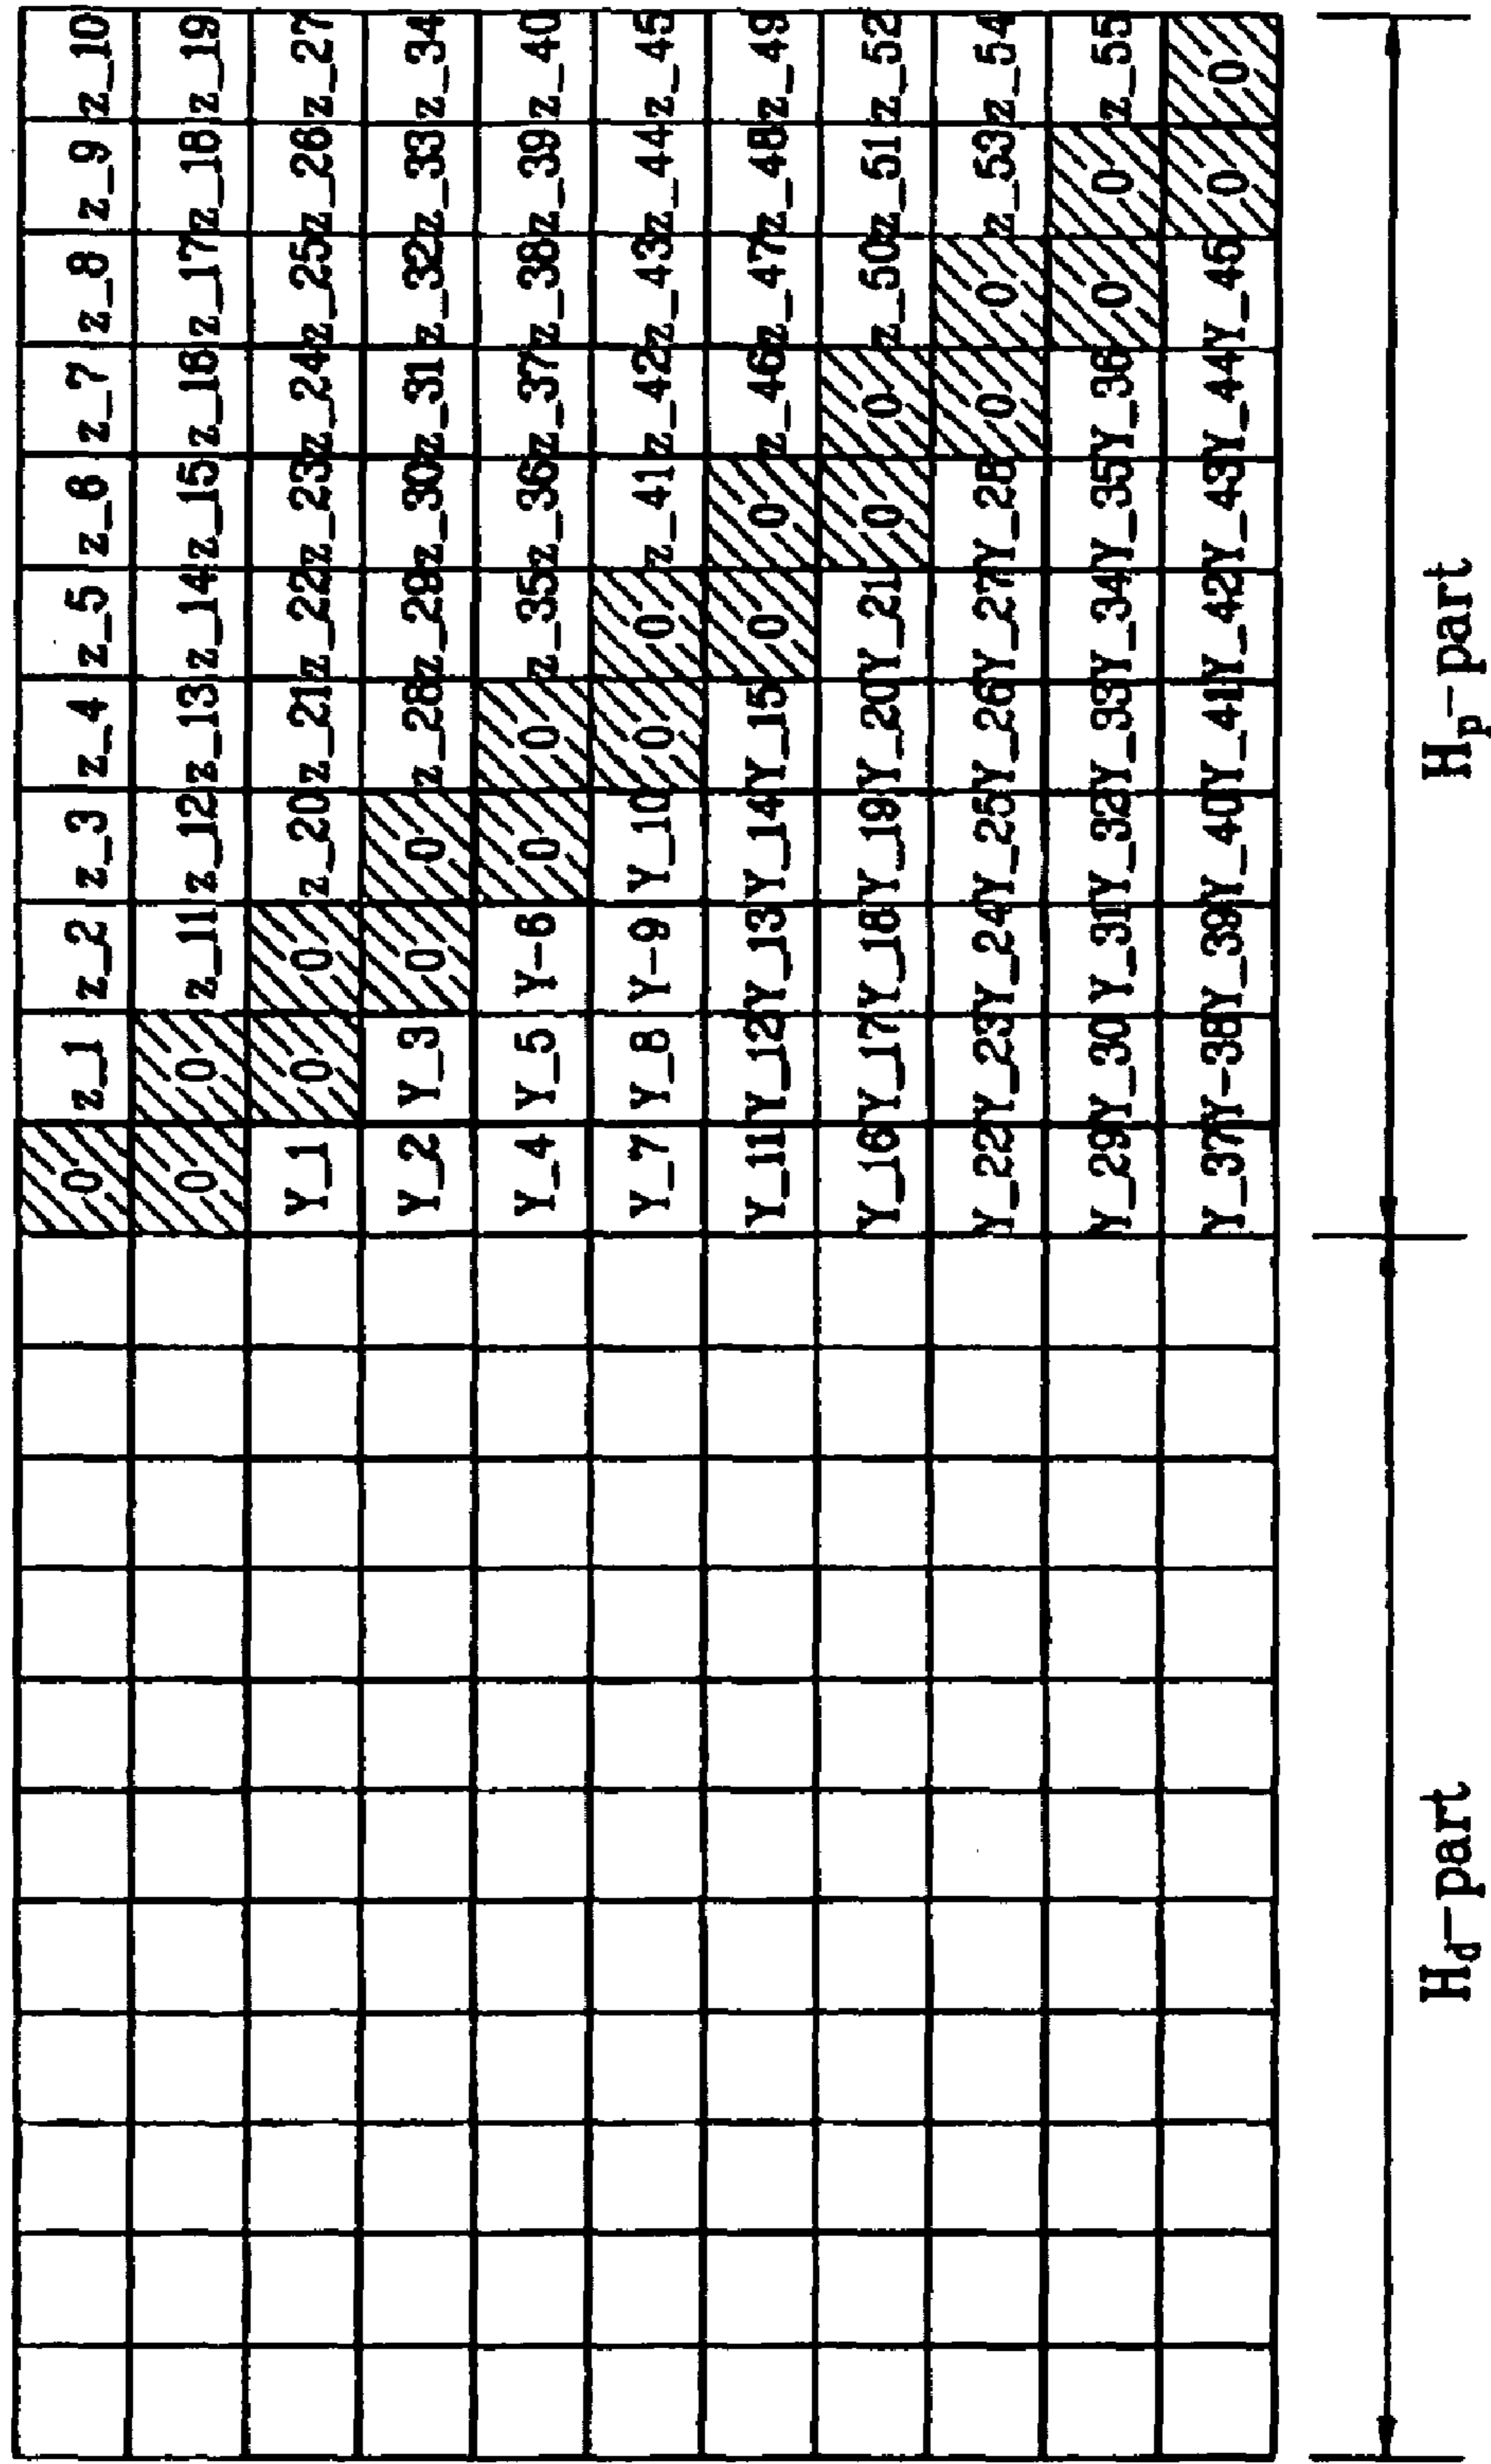 0 z_1 z_2 z_3 z_4 z_5 z_6 z_7 z_8 z_9 z_10
0 0 z_11 z_12 z_13 z_14 z_15 z_16 z_17 z_18 z_19
Y_1 0 0 z_20 z_21 z_22 z_23 z_24 z_25 z_26 z_27
Y_2 Y_3 0 0 z_28 z_29 z_30 z_31 z_32 z_33 z_34
Y_4 Y_5 Y-6 0 0 z_35 z_36 z_37 z_38 z_39 z_40
Y_7 Y_8 Y-9 Y_10 0 0 z_41 z_42 z_43 z_44 z_45
Y_11 Y_12 Y_13 Y_14 Y_15 0 0 z_46 z_47 z_48 z_49
Y_16 Y_17 Y_18 Y_19 Y_20 Y_21 0 0 z_50 z_51 z_52
Y_22 Y_23 Y_24 Y_25 Y_26 Y_27 Y_28 0 0 z_53 z_54
Y_29 Y_30 Y_31 Y_32 Y_33 Y_34 Y_35 Y_36 0 0 z_55
Y_37 Y-38 Y_39 Y_40 Y_41 Y_42 Y_43 Y_44 Y_45 0 0
H_d-part H_p-part